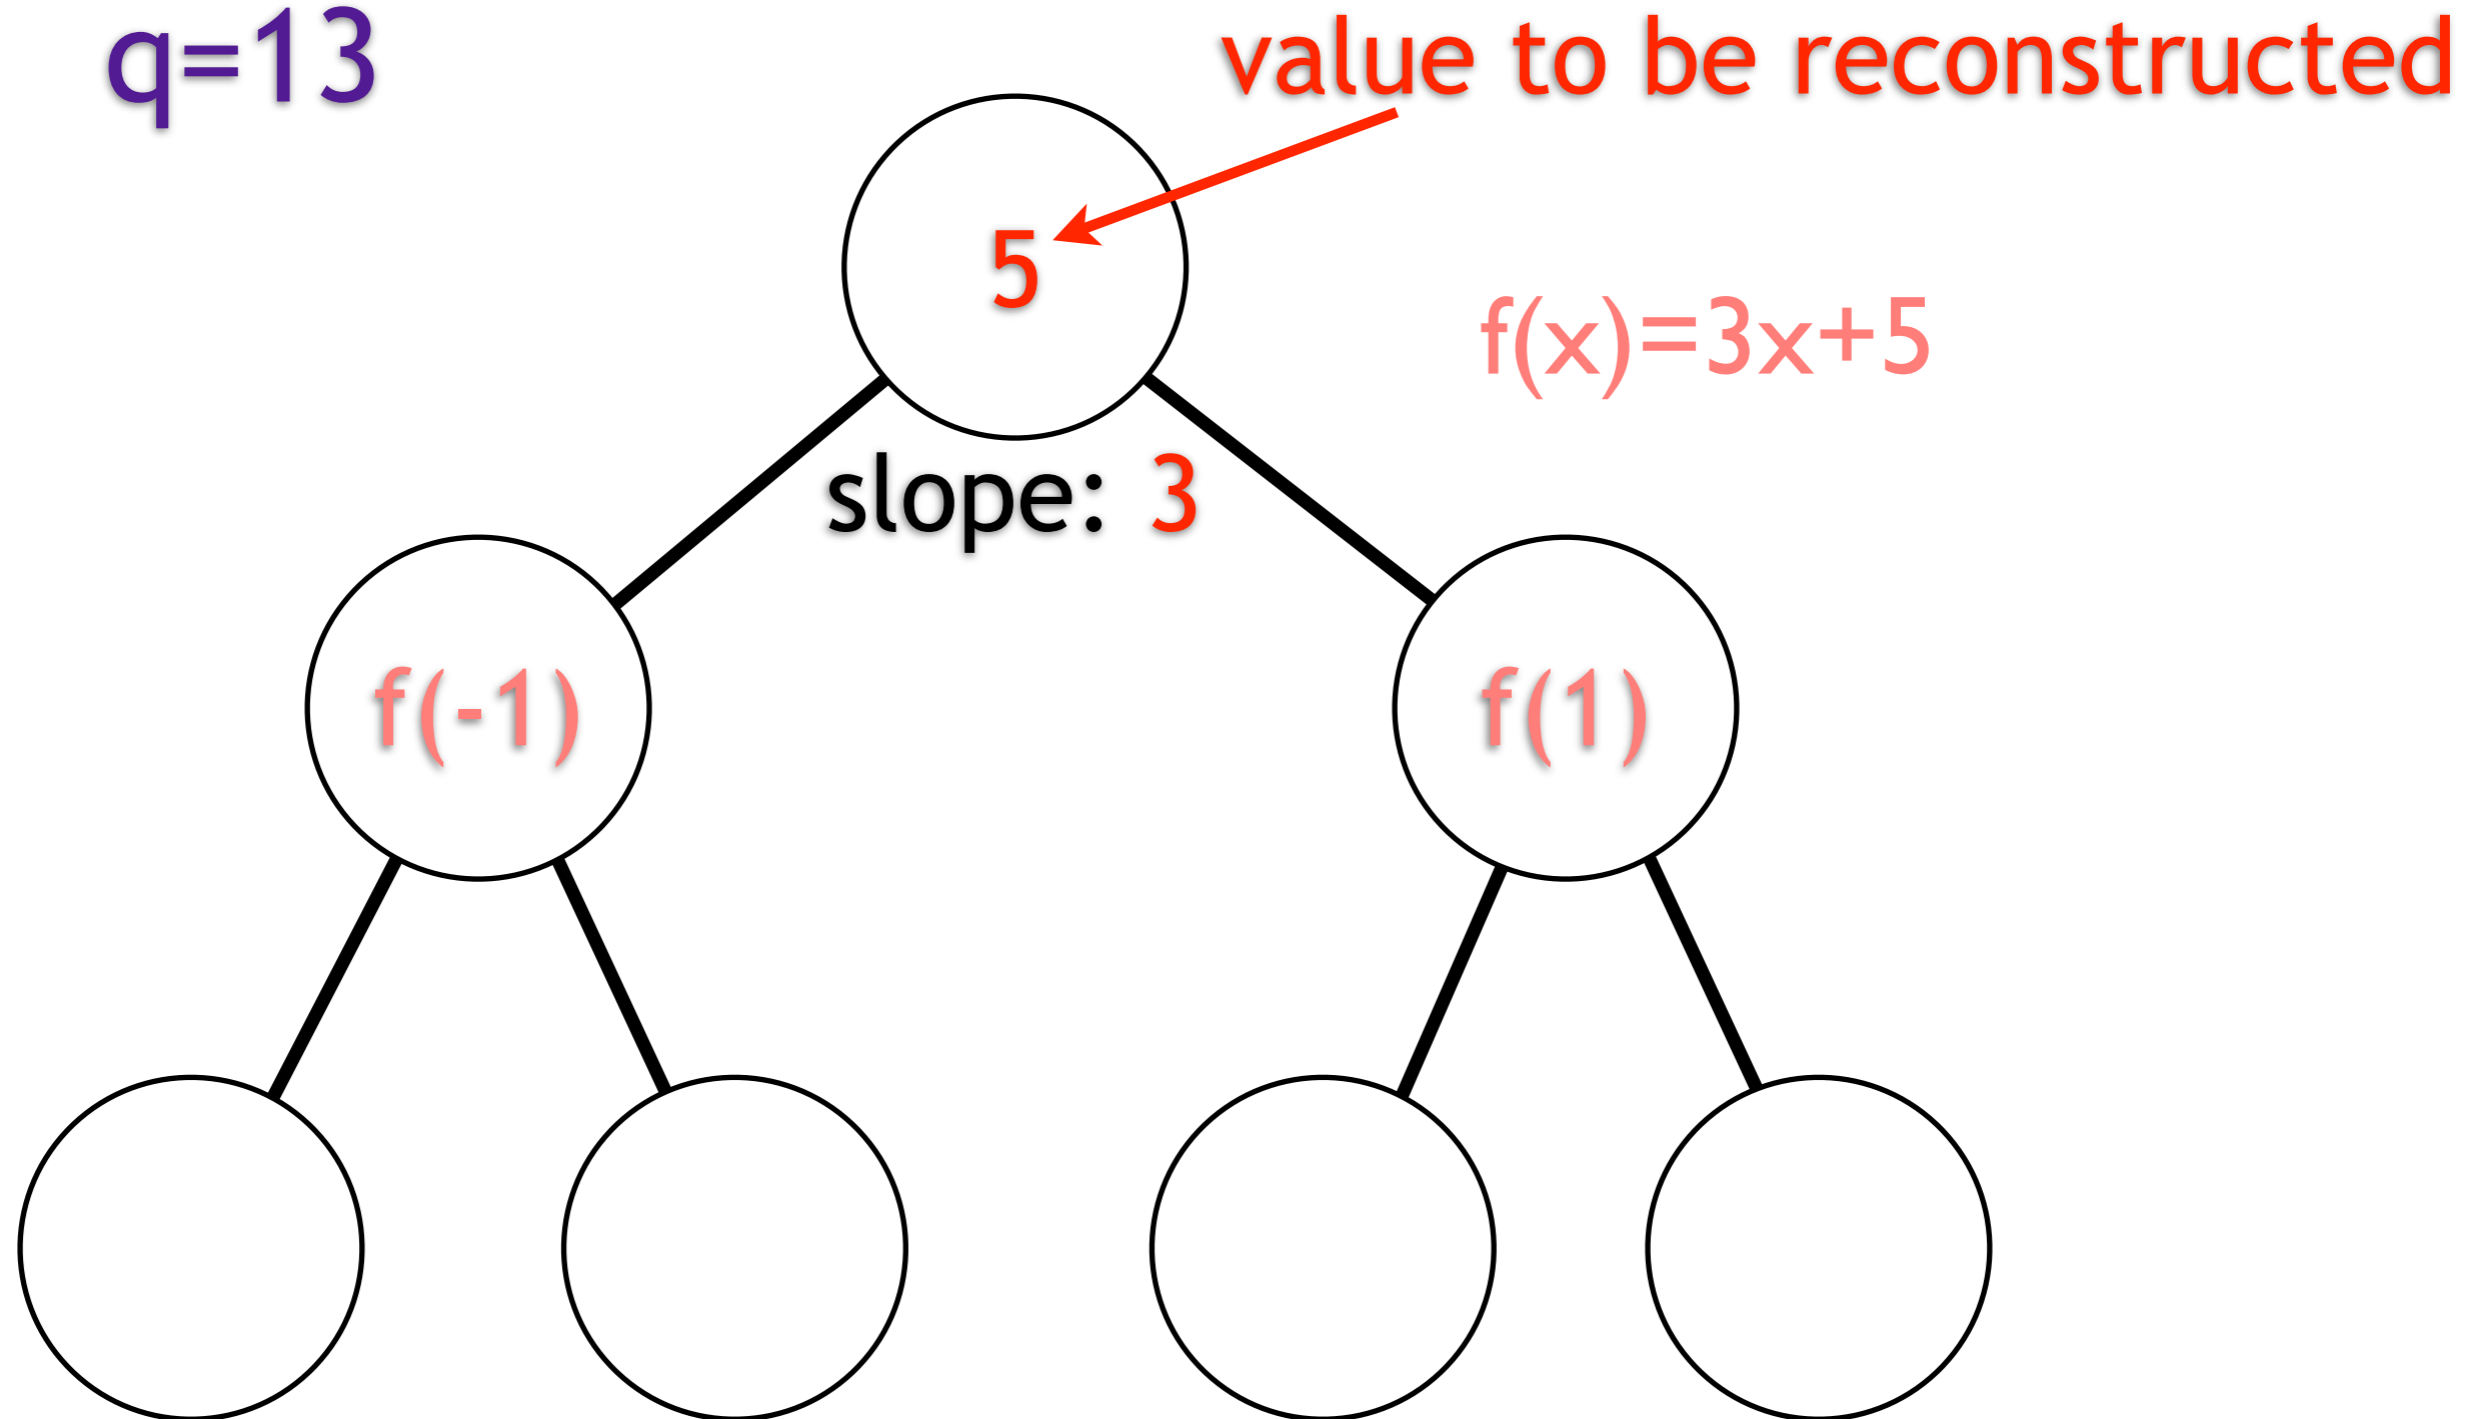 q=13
value to be reconstructed
5
f(x)=3x+5
slope: 3
f(-1)
f(1)